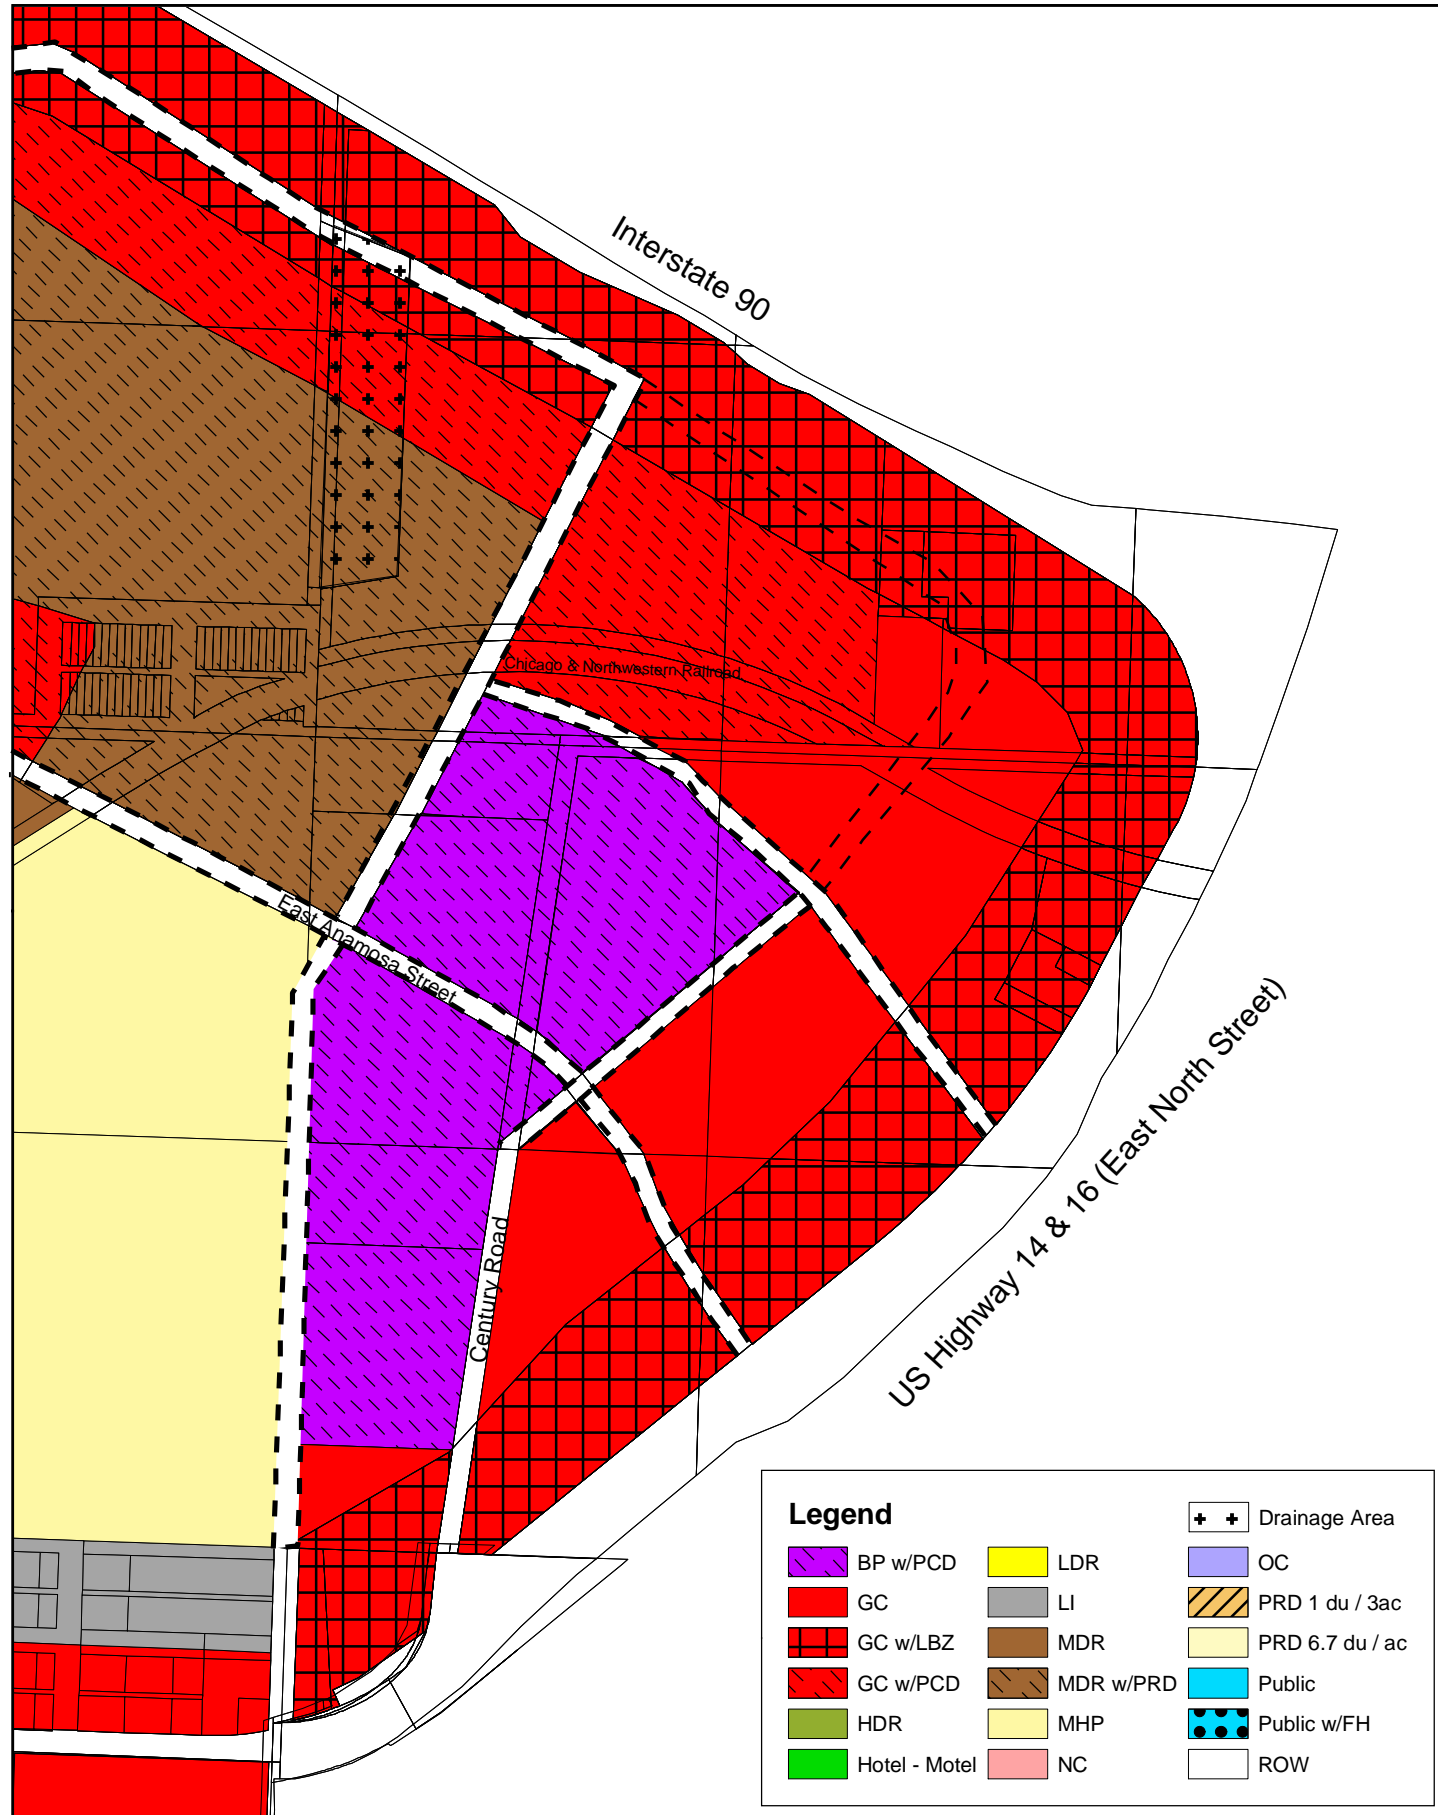 Interstate 90
Chicago & Northwestern Railroad
East Anamosa Street
Century Road
US Highway 14 & 16 (East North Street)
Legend
BP w/PCD
GC
GC w/LBZ
GC w/PCD
HDR
Hotel - Motel
LDR
LI
MDR
MDR w/PRD
MHP
NC
Drainage Area
OC
PRD 1 du / 3ac
PRD 6.7 du / ac
Public
Public w/FH
ROW